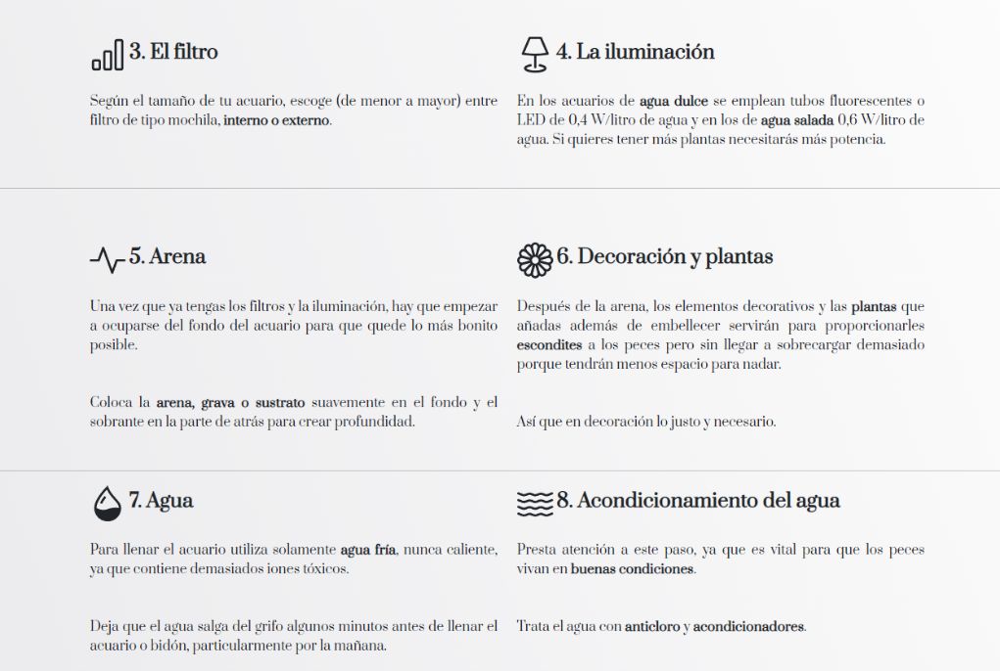 3. El filtro
Según el tamaño de tu acuario, escoge (de menor a mayor) entre
filtro de tipo mochila, interno o externo.
4. La iluminación
En los acuarios de agua dulce se emplean tubos fluorescentes o
LED de 0,4 W/litro de agua y en los de agua salada 0,6 W/litro de
agua. Si quieres tener más plantas necesitarás más potencia.
5. Arena
Una vez que ya tengas los filtros y la iluminación, hay que empezar
a ocuparse del fondo del acuario para que quede lo más bonito
posible.
Coloca la arena, grava o sustrato suavemente en el fondo y el
sobrante en la parte de atrás para crear profundidad.
6. Decoración y plantas
Después de la arena, los elementos decorativos y las plantas que
añadas además de embellecer servirán para proporcionarles
escondites a los peces pero sin llegar a sobrecargar demasiado
porque tendrán menos espacio para nadar.
Así que en decoración lo justo y necesario.
7. Agua
Para llenar el acuario utiliza solamente agua fría, nunca caliente,
ya que contiene demasiados iones tóxicos.
Deja que el agua salga del grifo algunos minutos antes de llenar el
acuario o bidón, particularmente por la mañana.
8. Acondicionamiento del agua
Presta atención a este paso, ya que es vital para que los peces
vivan en buenas condiciones.
Trata el agua con anticloro y acondicionadores.